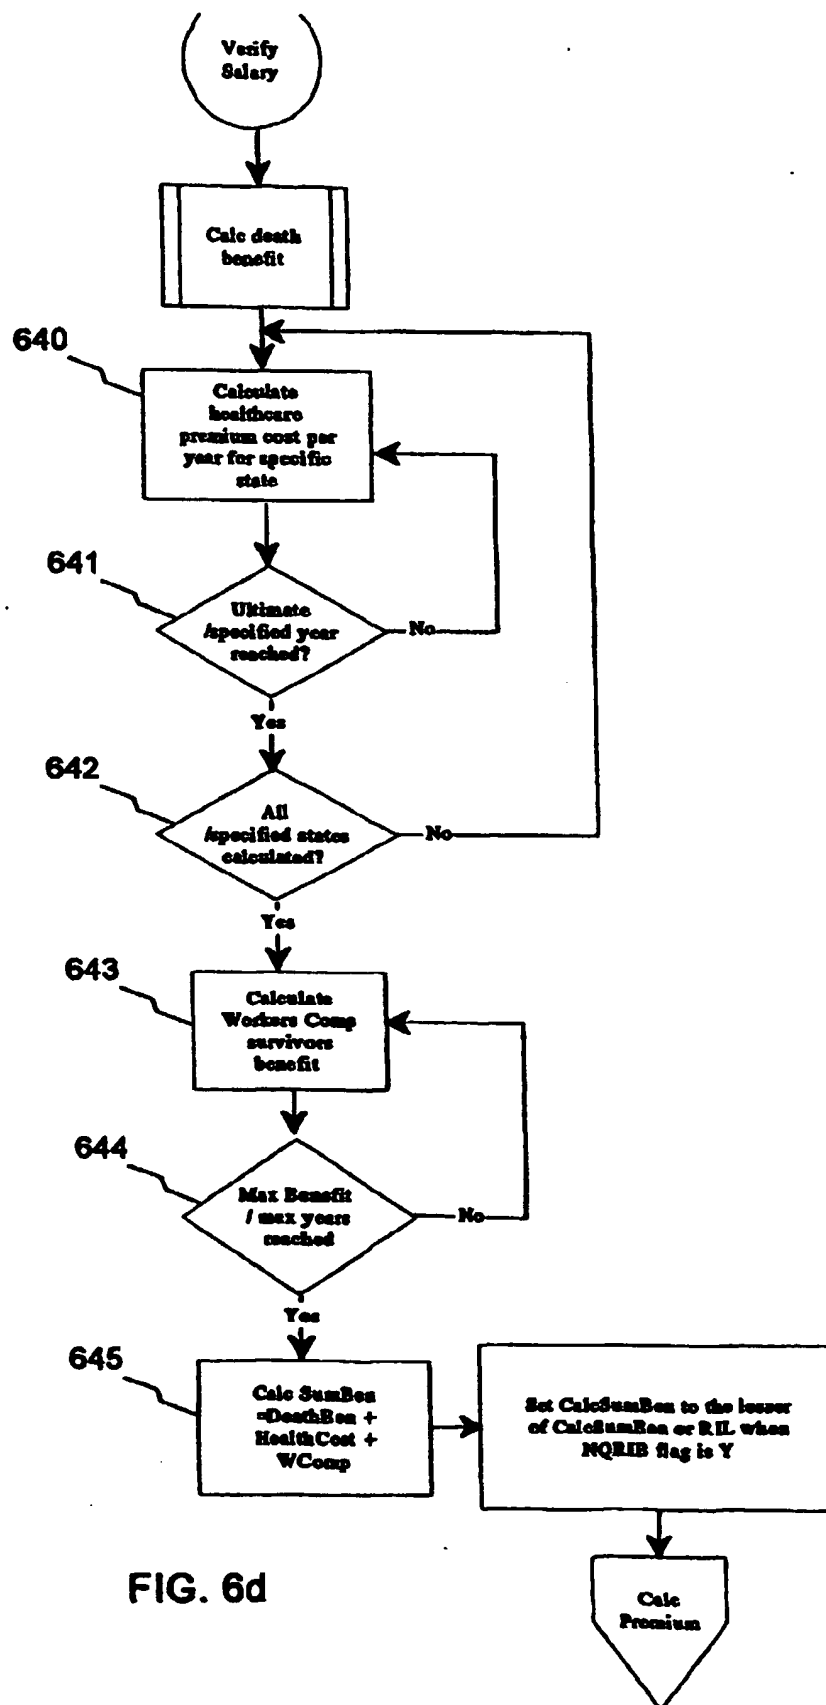 Verify
Salary
Calc death
benefit
640
Calculate
healthcare
premium cost per
year for specific
state
641
Ultimate
/specified year
reached?
No
Yes
642
All
/specified states
calculated?
No
Yes
643
Calculate
Workers Comp
survivors
benefit
644
Max Benefit
/ max years
reached
No
Yes
645
Calc SumBen
=DeathBen +
HealthCost +
WComp
Set CalcSumBen to the lesser
of CalcSumBen or RIL when
NQRIB flag is Y
Calc
Premium
FIG. 6d